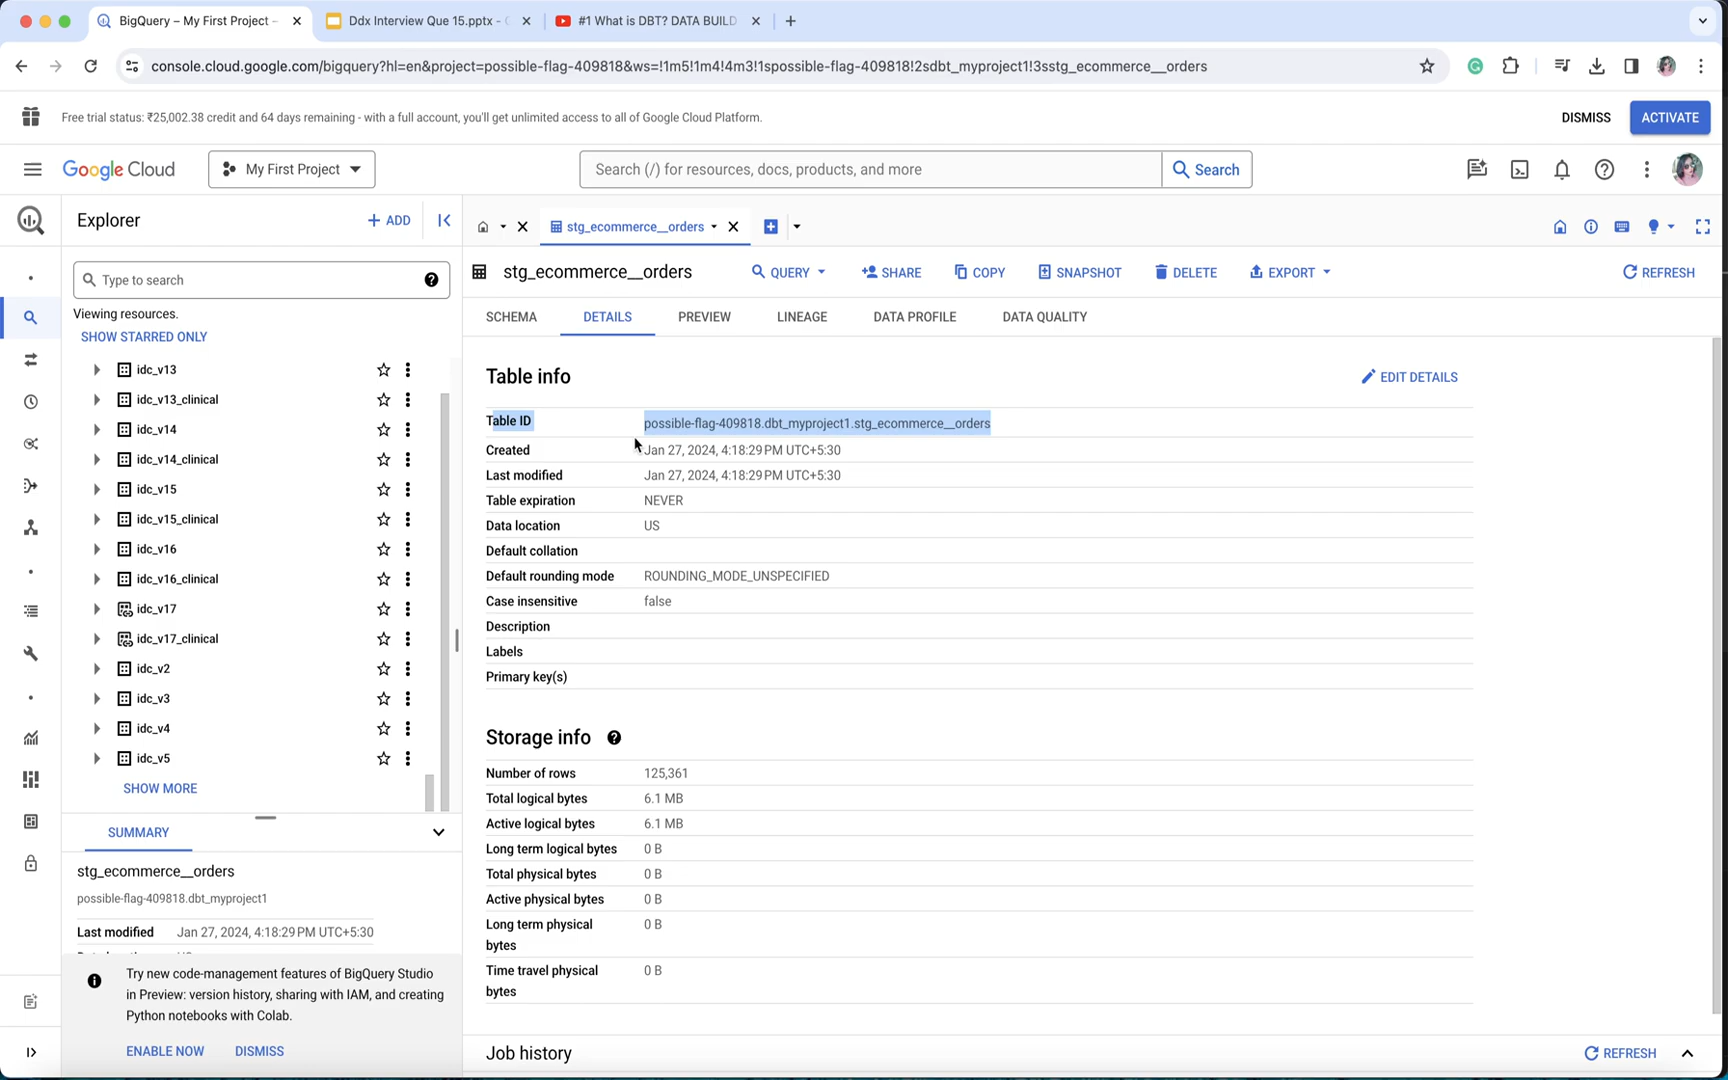 BigQuery – My First Project -
Ddx Interview Que 15.pptx -
#1 What is DBT? DATA BUILD
console.cloud.google.com/bigquery?hl=en&project=possible-flag-409818&ws=!1m5!1m4!4m3!1spossible-flag-409818!2sdbt_myproject1!3sstg_ecommerce__orders
Free trial status: ₹25,002.38 credit and 64 days remaining - with a full account, you'll get unlimited access to all of Google Cloud Platform.
DISMISS
ACTIVATE
Google Cloud
My First Project
Search (/) for resources, docs, products, and more
Search
Explorer
+ ADD
Type to search
Viewing resources.
SHOW STARRED ONLY
idc_v13
idc_v13_clinical
idc_v14
idc_v14_clinical
idc_v15
idc_v15_clinical
idc_v16
idc_v16_clinical
idc_v17
idc_v17_clinical
idc_v2
idc_v3
idc_v4
idc_v5
SHOW MORE
SUMMARY
stg_ecommerce__orders
possible-flag-409818.dbt_myproject1
Last modified Jan 27, 2024, 4:18:29 PM UTC+5:30
Try new code-management features of BigQuery Studio
in Preview: version history, sharing with IAM, and creating
Python notebooks with Colab.
ENABLE NOW DISMISS
stg_ecommerce__orders
stg_ecommerce__orders
QUERY
SHARE
COPY
SNAPSHOT
DELETE
EXPORT
REFRESH
SCHEMA
DETAILS
PREVIEW
LINEAGE
DATA PROFILE
DATA QUALITY
Table info
EDIT DETAILS
Table ID possible-flag-409818.dbt_myproject1.stg_ecommerce__orders
Created Jan 27, 2024, 4:18:29 PM UTC+5:30
Last modified Jan 27, 2024, 4:18:29 PM UTC+5:30
Table expiration NEVER
Data location US
Default collation
Default rounding mode ROUNDING_MODE_UNSPECIFIED
Case insensitive false
Description
Labels
Primary key(s)
Storage info
Number of rows 125,361
Total logical bytes 6.1 MB
Active logical bytes 6.1 MB
Long term logical bytes 0 B
Total physical bytes 0 B
Active physical bytes 0 B
Long term physical 0 B
bytes
Time travel physical 0 B
bytes
Job history
REFRESH